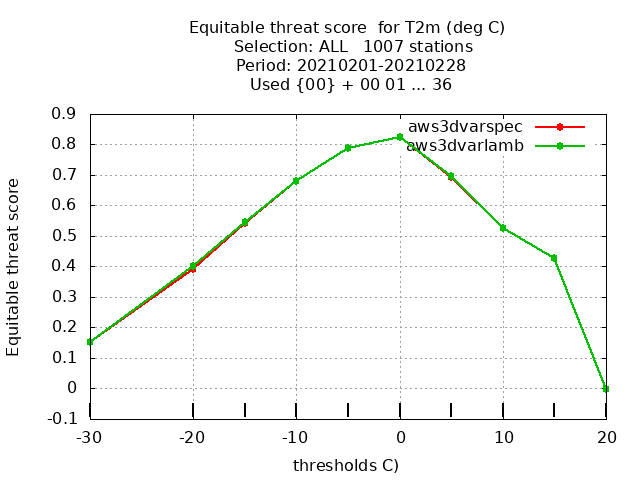 Equitable threat score  for T2m (deg C)
Selection: ALL   1007 stations
Period: 20210201-20210228
Used {00} + 00 01 ... 36
aws3dvarspec
aws3dvarlamb
Equitable threat score
0.9
0.8
0.7
0.6
0.5
0.4
0.3
0.2
0.1
0
-0.1
-30 -20 -10 0 10 20
thresholds C)